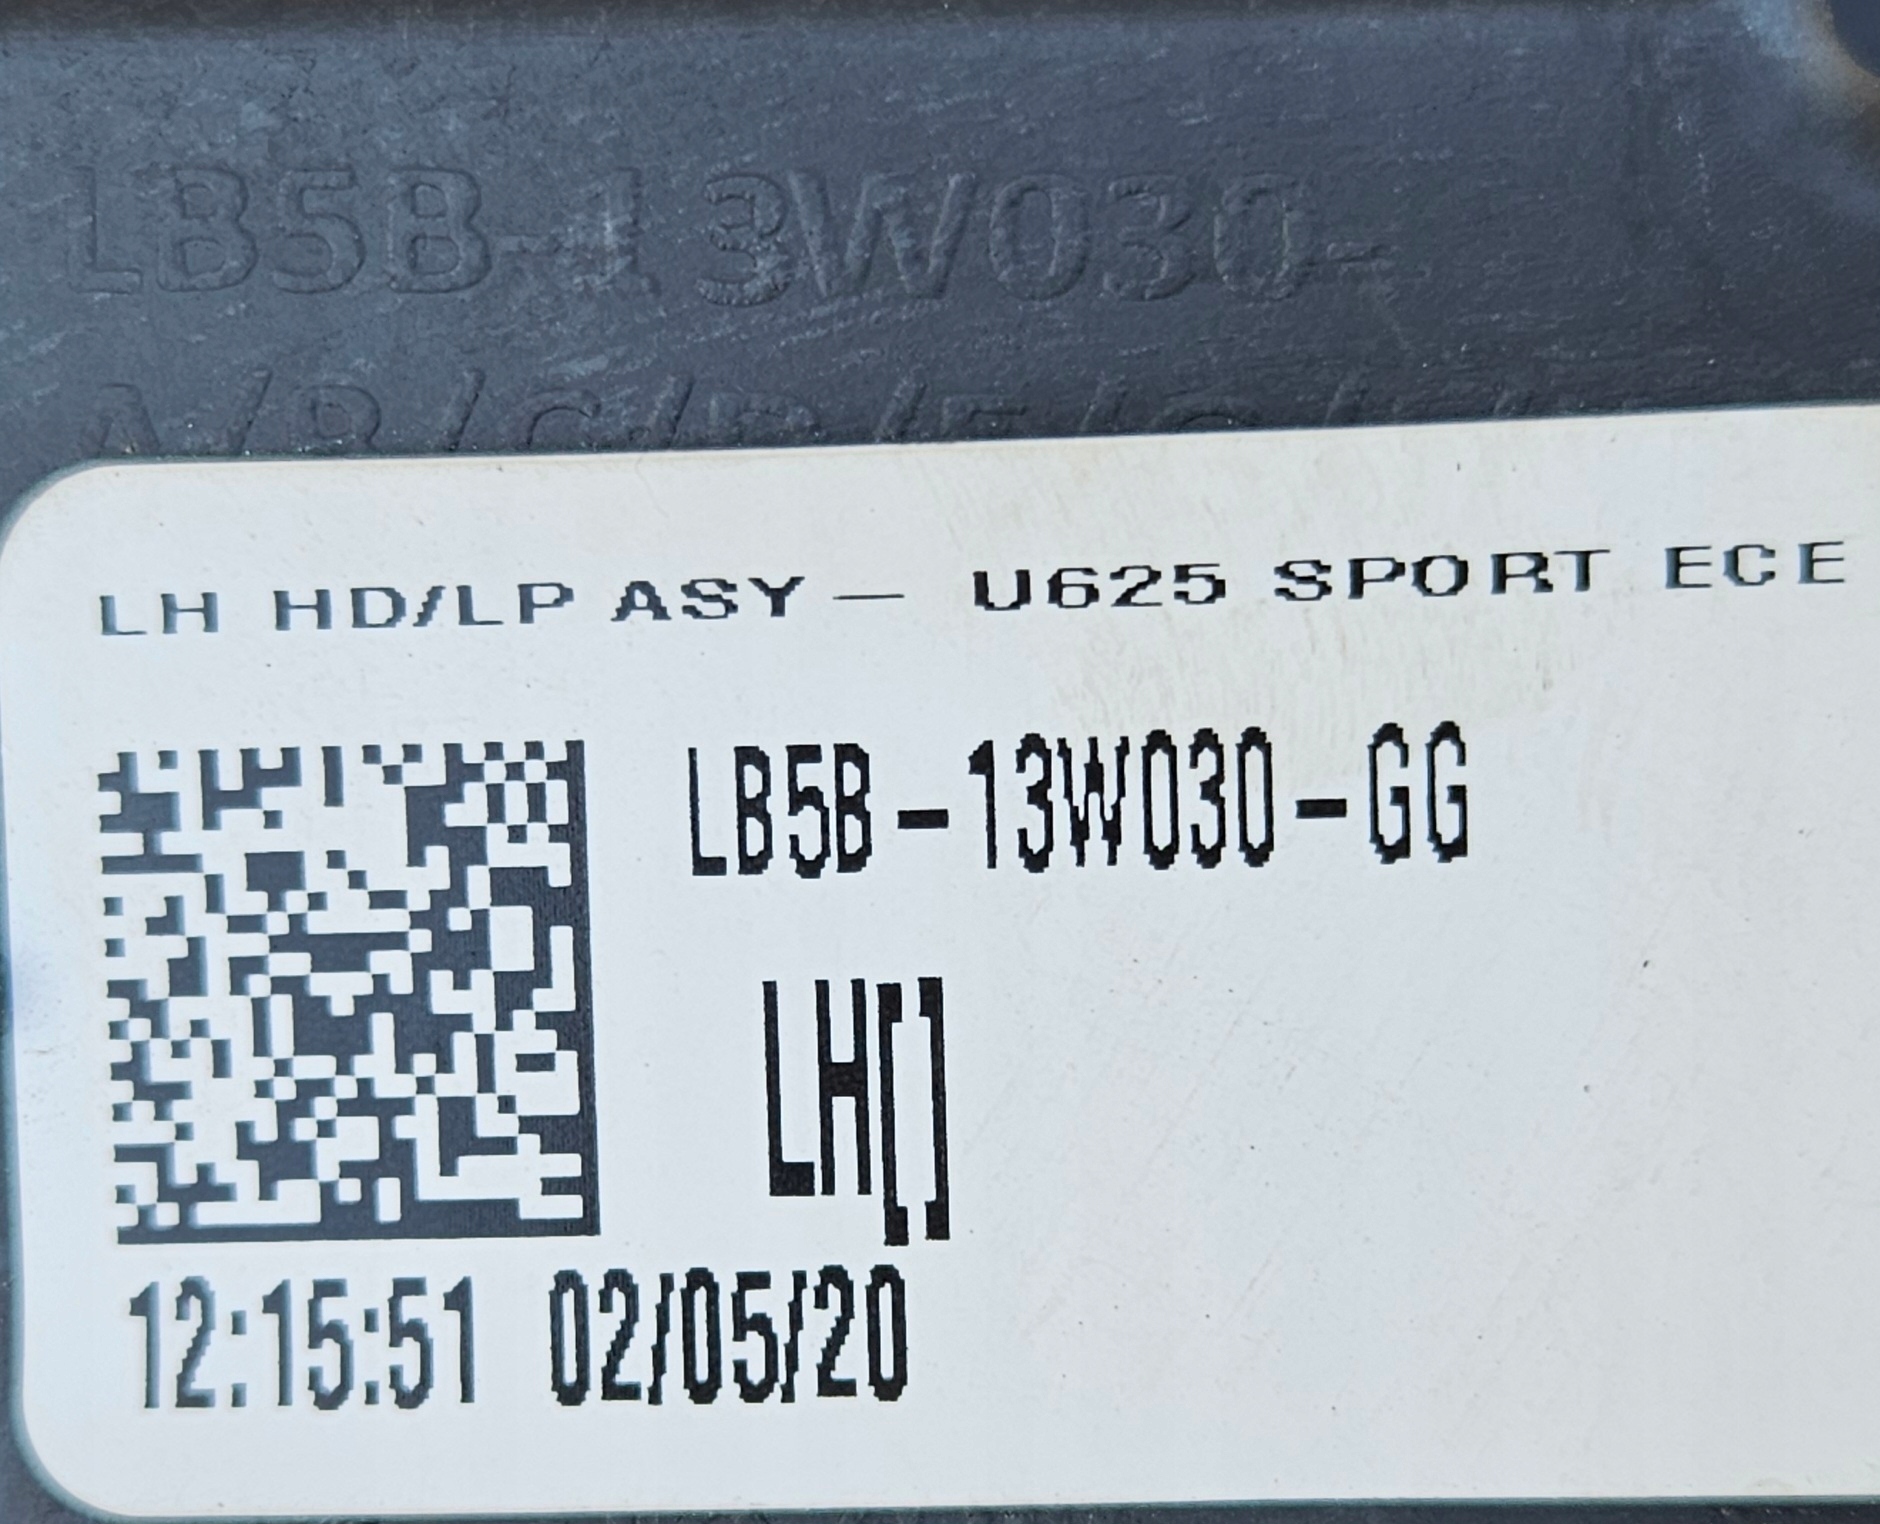 LB5B-13W030-
A/B/C/D/E/G/
LH HD/LP ASY - U625 SPORT ECE
LB5B-13W030-GG
LH[]
12:15:51 02/05/20